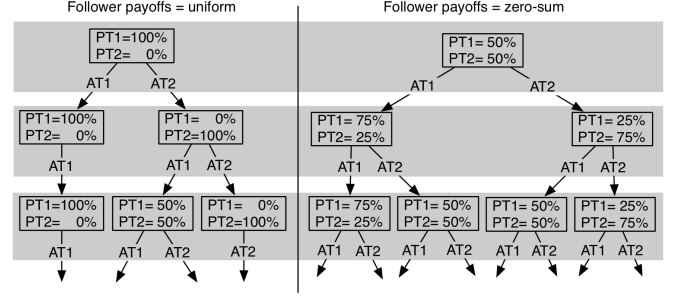 Follower payoffs = uniform
Follower payoffs = zero-sum
PT1=100%
PT2= 0%
PT1= 50%
PT2= 50%
AT1 AT2
AT1 AT2
PT1=100%
PT2= 0%
PT1= 0%
PT2=100%
PT1= 75%
PT2= 25%
PT1= 25%
PT2= 75%
AT1
AT1 AT2
AT1 AT2
AT1 AT2
PT1=100%
PT2= 0%
PT1= 50%
PT2= 50%
PT1= 0%
PT2=100%
PT1= 75%
PT2= 25%
PT1= 50%
PT2= 50%
PT1= 50%
PT2= 50%
PT1= 25%
PT2= 75%
AT1
AT1 AT2
AT2
AT1 AT2
AT1 AT2
AT1 AT2
AT1 AT2